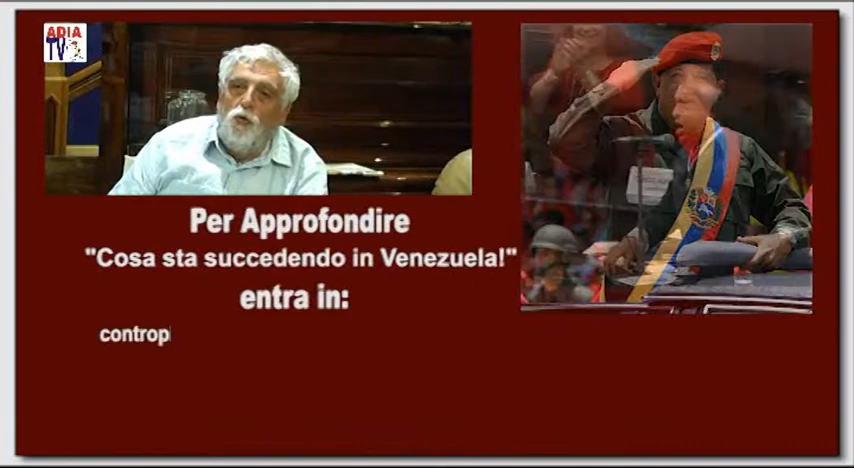 ADIA
TV
Per Approfondire
"Cosa sta succedendo in Venezuela!"
entra in:
controp